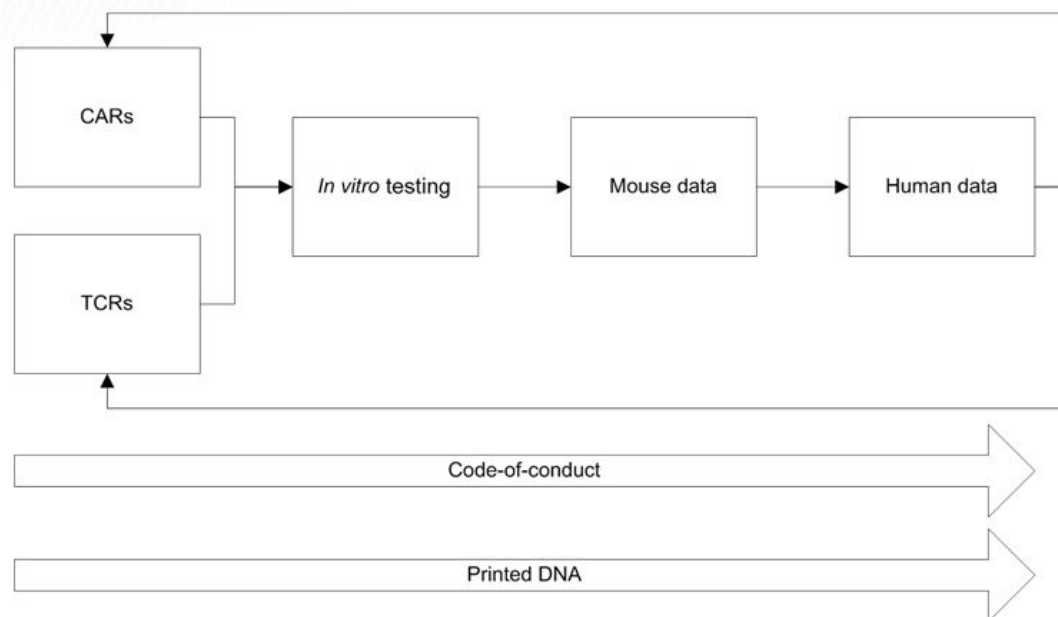 CARs
In vitro testing
Mouse data
Human data
TCRs
Code-of-conduct
Printed DNA